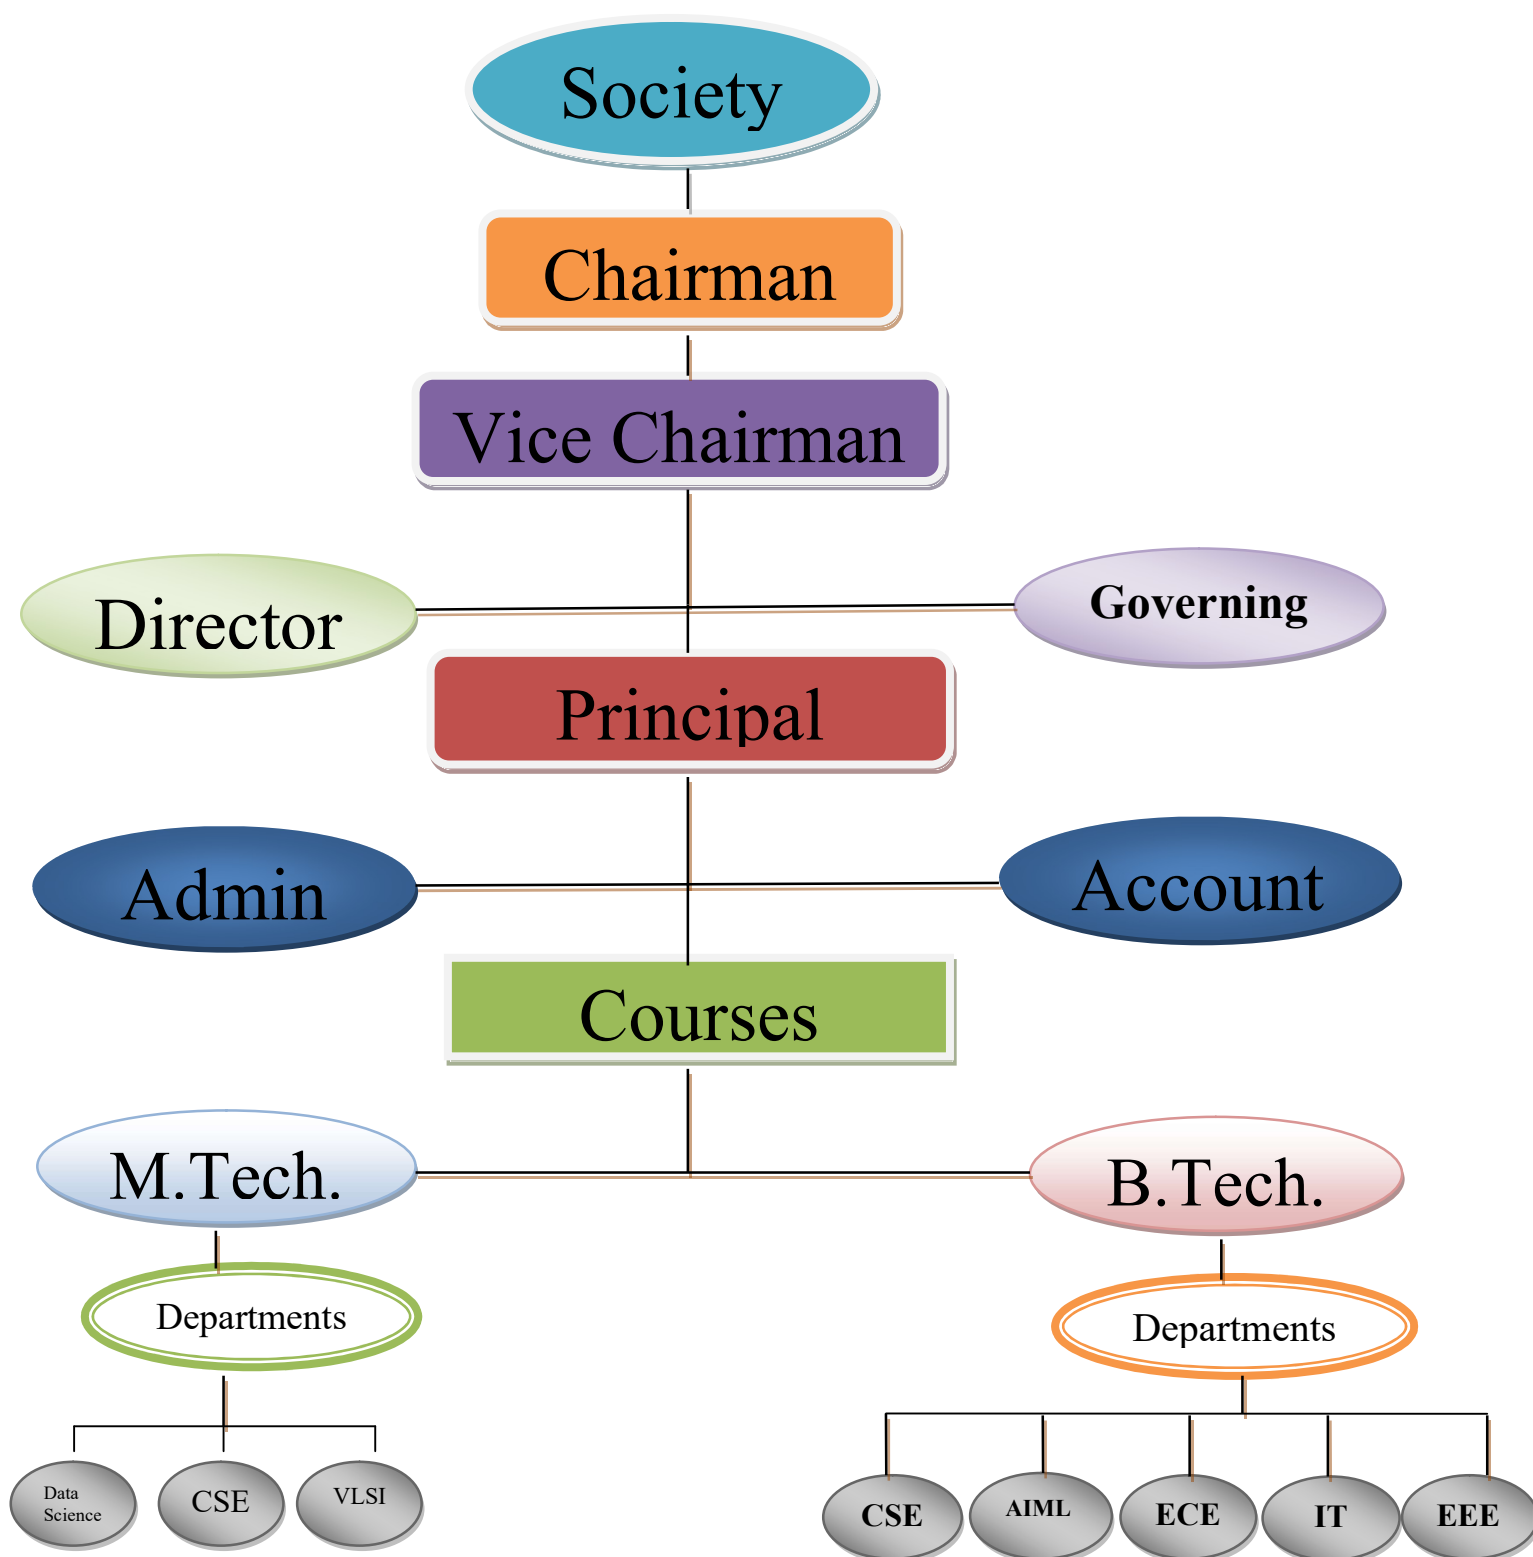 Society
Chairman
Vice Chairman
Director
Governing
Principal
Admin
Account
Courses
M.Tech.
B.Tech.
Departments
Departments
Data
Science
CSE
VLSI
CSE
AIML
ECE
IT
EEE